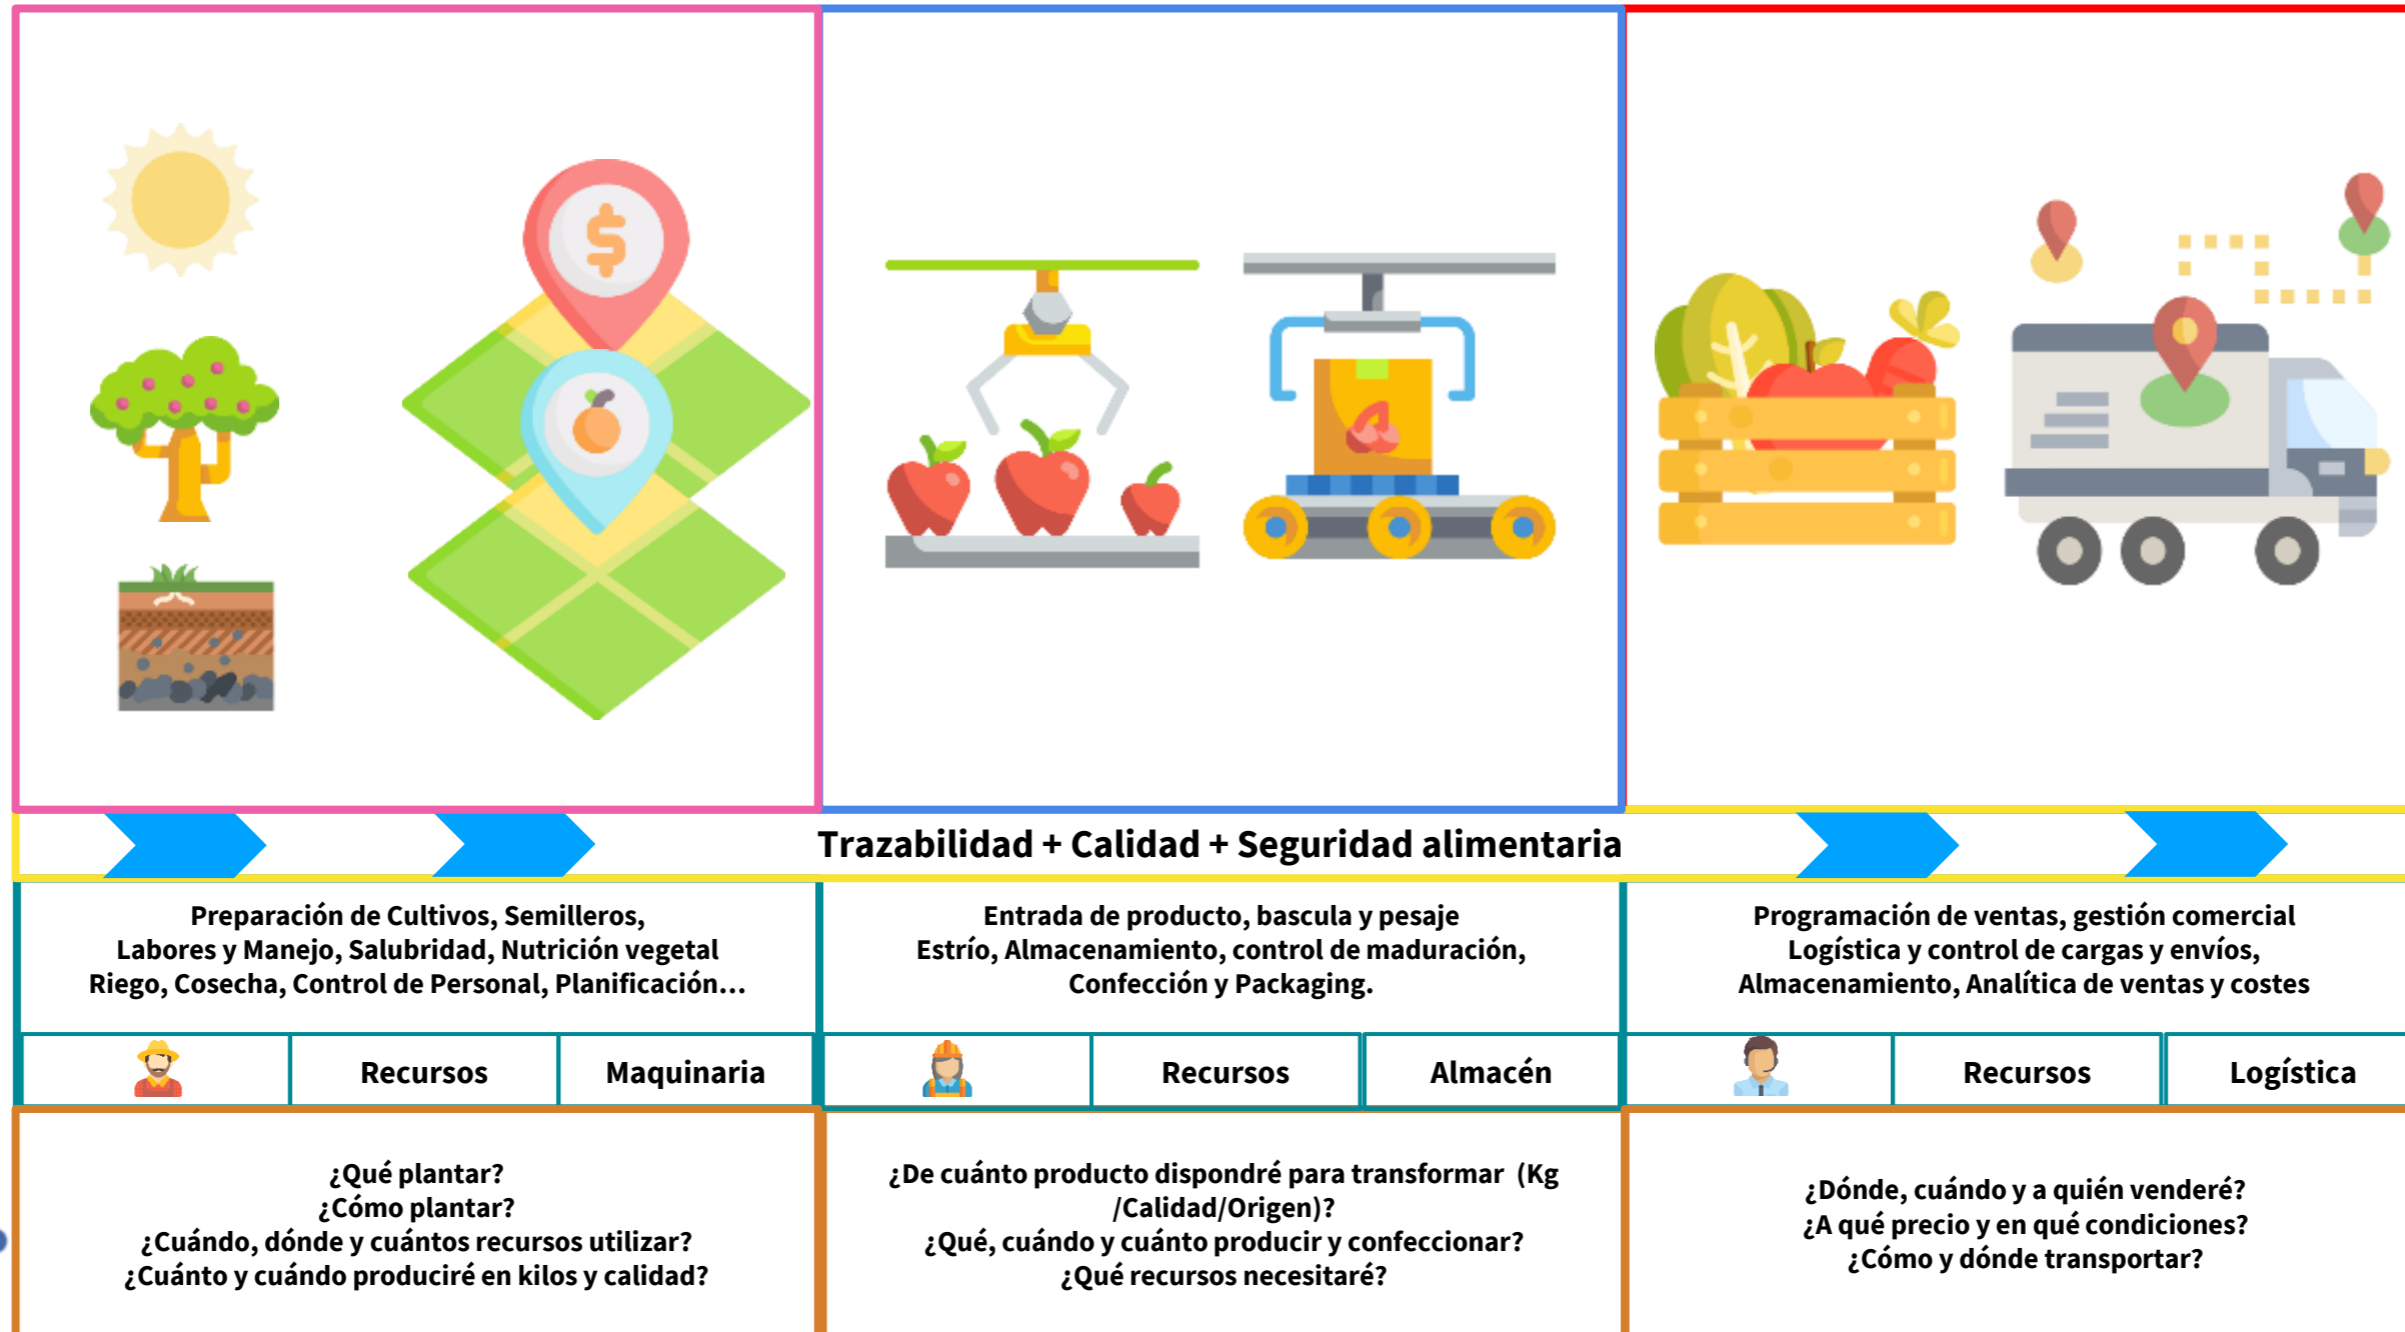 $
Trazabilidad + Calidad + Seguridad alimentaria
Preparación de Cultivos, Semilleros,
Labores y Manejo, Salubridad, Nutrición vegetal
Riego, Cosecha, Control de Personal, Planificación...
Entrada de producto, bascula y pesaje
Estrío, Almacenamiento, control de maduración,
Confección y Packaging.
Programación de ventas, gestión comercial
Logística y control de cargas y envíos,
Almacenamiento, Analítica de ventas y costes
Recursos
Maquinaria
Recursos
Almacén
Recursos
Logística
¿Qué plantar?
¿Cómo plantar?
¿Cuándo, dónde y cuántos recursos utilizar?
¿Cuánto y cuándo produciré en kilos y calidad?
¿De cuánto producto dispondré para transformar (Kg
/Calidad/Origen)?
¿Qué, cuándo y cuánto producir y confeccionar?
¿Qué recursos necesitaré?
¿Dónde, cuándo y a quién venderé?
¿A qué precio y en qué condiciones?
¿Cómo y dónde transportar?